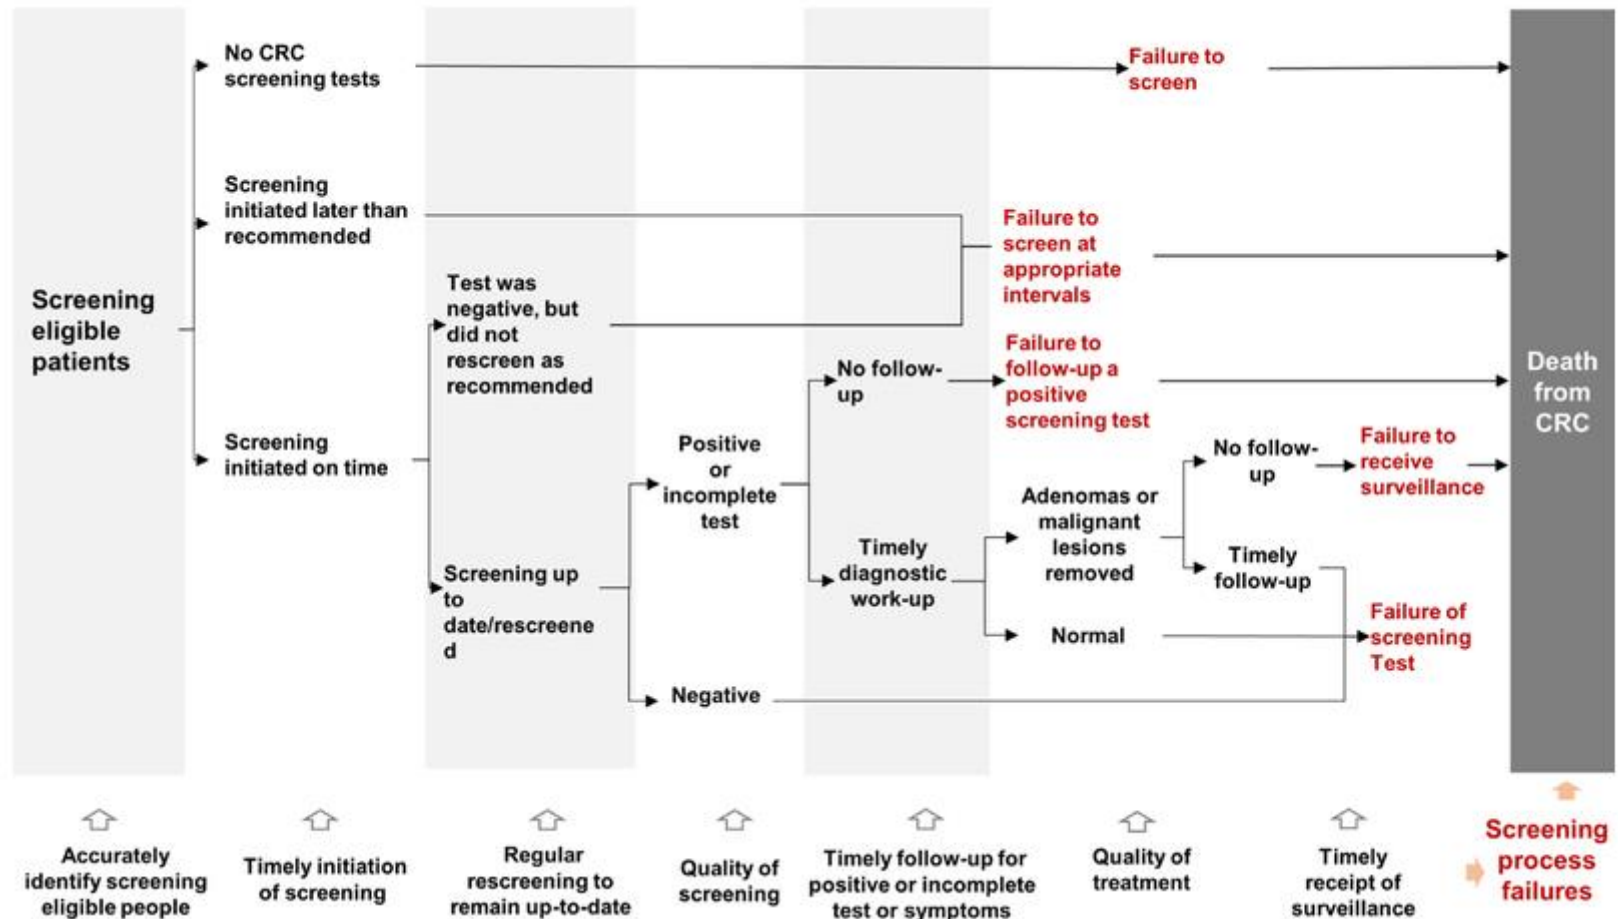 No CRC
screening tests
Failure to
screen
Screening
initiated later than
recommended
Failure to
screen at
appropriate
intervals
Test was
negative, but
did not
rescreen as
recommended
Screening
eligible
patients
Failure to
follow-up a
positive
screening test
No follow-
up
Death
from
CRC
Screening
initiated on time
Positive
or
incomplete
test
No follow-
up
Failure to
receive
surveillance
Adenomas or
malignant
lesions
removed
Timely
diagnostic
work-up
Timely
follow-up
Screening up
to
date/rescreene
d
Normal
Failure of
screening
Test
Negative
Accurately
identify screening
eligible people
Timely initiation
of screening
Regular
rescreening to
remain up-to-date
Quality of
screening
Timely follow-up for
positive or incomplete
test or symptoms
Quality of
treatment
Timely
receipt of
surveillance
Screening
process
failures